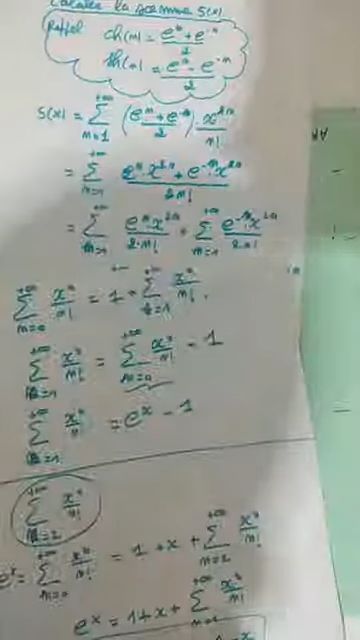 Calculer la somme S(x)
Rappel ch(n) = (e^n + e^-n)/2
sh(n) = (e^n - e^-n)/2
S(x) = Σ_{n=1}^{+∞} ((e^n + e^-n)/2) · x^{2n}/n!
= Σ_{n=1}^{+∞} (e^n · x^{2n} + e^-n · x^{2n})/(2n!)
= Σ_{n=1}^{+∞} (e^n · x^{2n})/(2·n!) + Σ_{n=1}^{+∞} (e^-n · x^{2n})/(2·n!)
Σ_{n=0}^{+∞} x^n/n! = 1 + Σ_{n=1}^{+∞} x^n/n!.
Σ_{n=1}^{+∞} x^n/n! = Σ_{n=0}^{+∞} x^n/n! - 1
Σ_{n=1}^{+∞} x^n/n! = e^x - 1
Σ_{n=2}^{+∞} x^n/n!
e^x = Σ_{n=0}^{+∞} x^n/n! = 1 + x + Σ_{n=2}^{+∞} x^n/n!
e^x = 1 + x + Σ_{n=2}^{+∞} x^n/n!